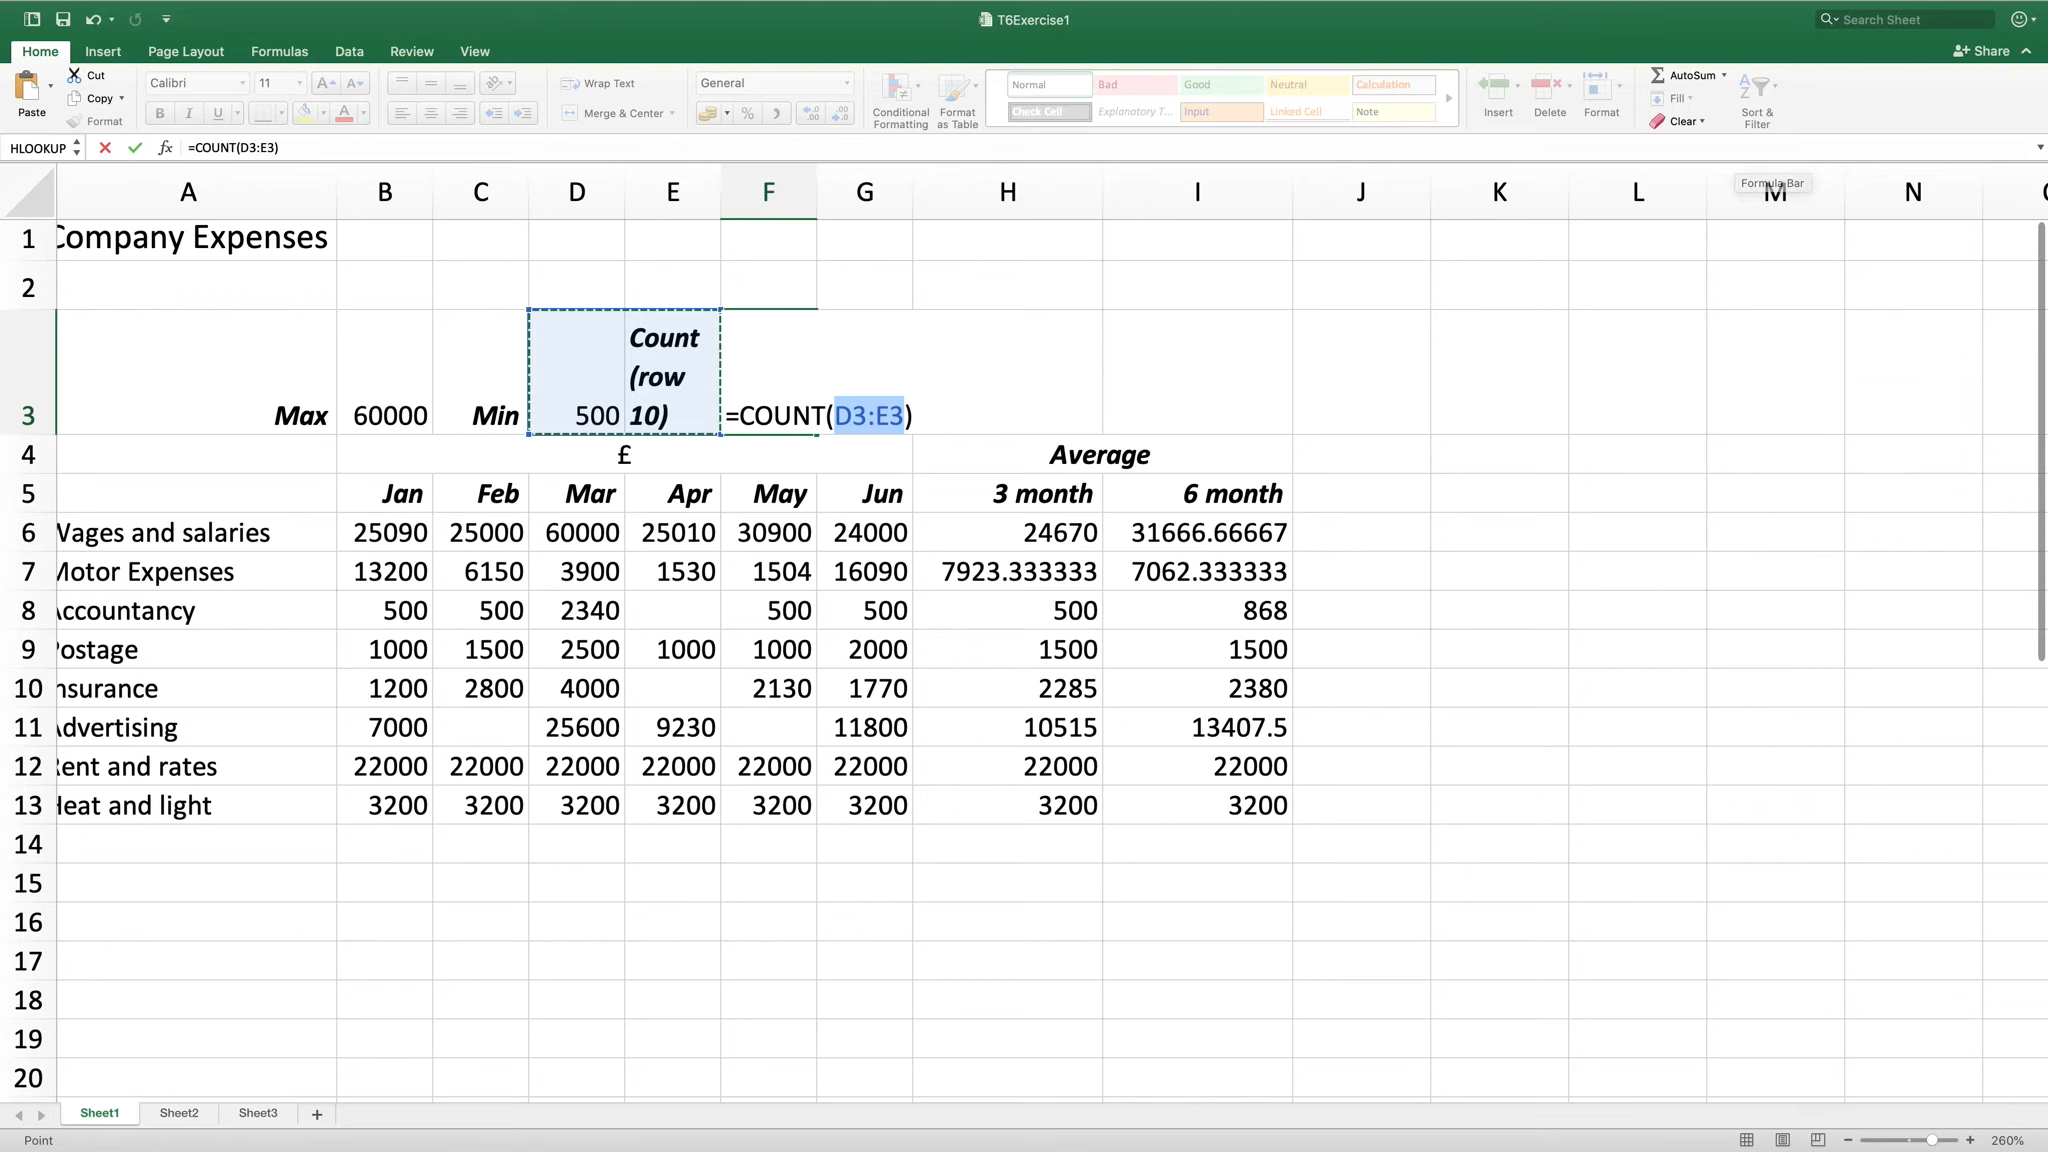 T6Exercise1
Search Sheet
Home Insert Page Layout Formulas Data Review View
Share
Paste
Cut
Copy
Format
Calibri 11
Wrap Text
Merge & Center
General
Conditional Formatting
Format as Table
Normal Bad Good Neutral Calculation
Check Cell Explanatory T... Input Linked Cell Note
Insert Delete Format
AutoSum
Fill
Clear
Sort & Filter
HLOOKUP fx =COUNT(D3:E3)
Formula Bar
A B C D E F G H I J K L M N
1 Company Expenses
2
3 Max 60000 Min 500 Count (row 10) =COUNT(D3:E3)
4 £ Average
5 Jan Feb Mar Apr May Jun 3 month 6 month
6 Wages and salaries 25090 25000 60000 25010 30900 24000 24670 31666.66667
7 Motor Expenses 13200 6150 3900 1530 1504 16090 7923.333333 7062.333333
8 Accountancy 500 500 2340 500 500 500 868
9 Postage 1000 1500 2500 1000 1000 2000 1500 1500
10 nsurance 1200 2800 4000 2130 1770 2285 2380
11 Advertising 7000 25600 9230 11800 10515 13407.5
12 Rent and rates 22000 22000 22000 22000 22000 22000 22000 22000
13 Heat and light 3200 3200 3200 3200 3200 3200 3200 3200
14
15
16
17
18
19
20
Sheet1 Sheet2 Sheet3
Point
260%